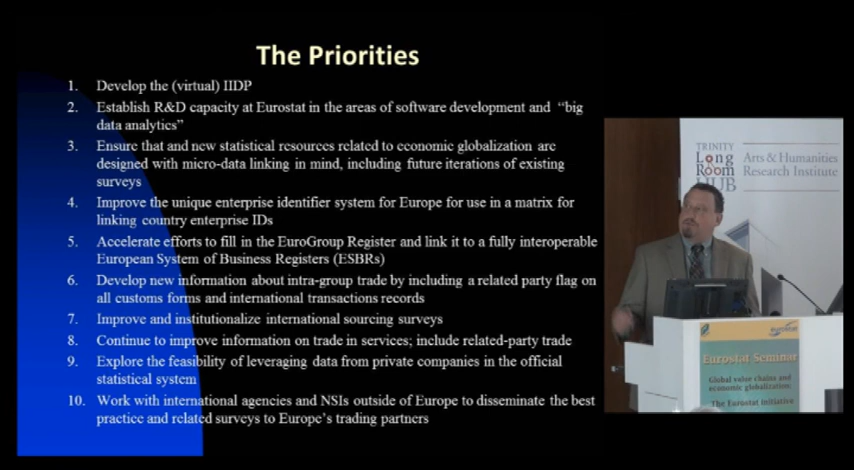 The Priorities
1. Develop the (virtual) IIDP
2. Establish R&D capacity at Eurostat in the areas of software development and “big
data analytics”
3. Ensure that and new statistical resources related to economic globalization are
designed with micro-data linking in mind, including future iterations of existing
surveys
4. Improve the unique enterprise identifier system for Europe for use in a matrix for
linking country enterprise IDs
5. Accelerate efforts to fill in the EuroGroup Register and link it to a fully interoperable
European System of Business Registers (ESBRs)
6. Develop new information about intra-group trade by including a related party flag on
all customs forms and international transactions records
7. Improve and institutionalize international sourcing surveys
8. Continue to improve information on trade in services; include related-party trade
9. Explore the feasibility of leveraging data from private companies in the official
statistical system
10. Work with international agencies and NSIs outside of Europe to disseminate the best
practice and related surveys to Europe’s trading partners
TRINITY
Long
Room
HUB
Arts & Humanities
Research Institute
eurostat
Eurostat Seminar
Global value chains and
economic globalization:
The Eurostat initiative